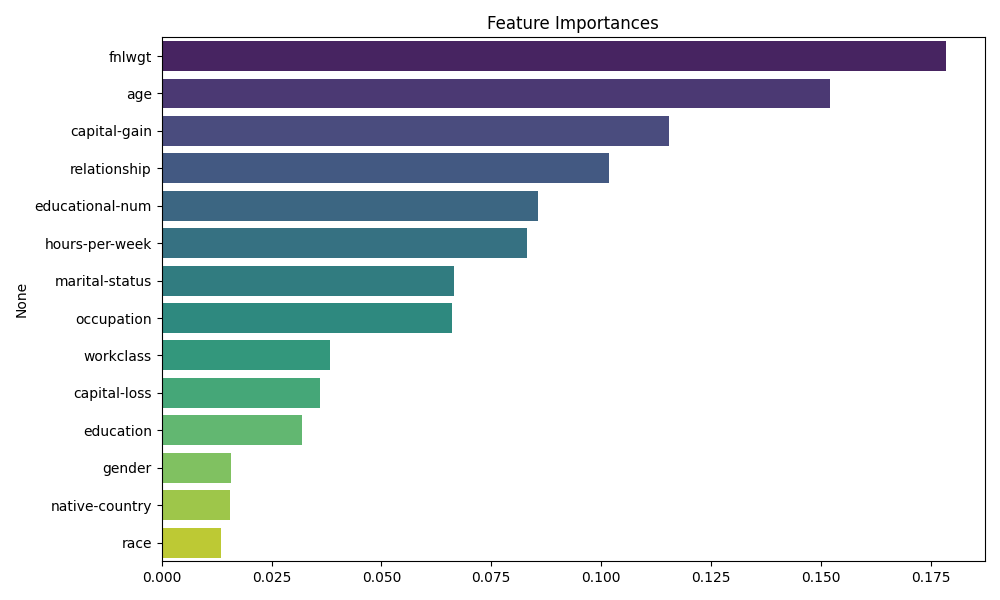 Feature Importances
fnlwgt
age
capital-gain
relationship
educational-num
hours-per-week
marital-status
occupation
workclass
capital-loss
education
gender
native-country
race
None
0.000 0.025 0.050 0.075 0.100 0.125 0.150 0.175